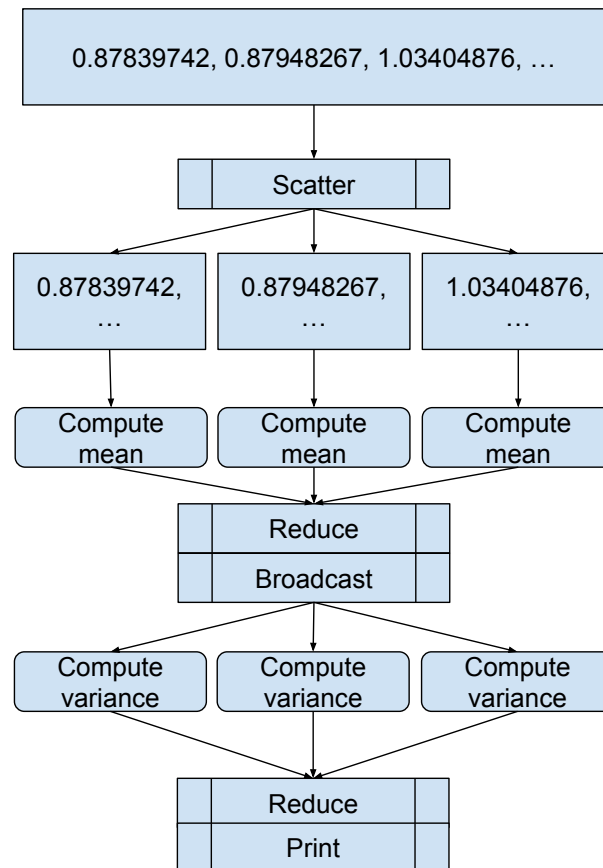 0.87839742, 0.87948267, 1.03404876, …
Scatter
0.87839742,
…
0.87948267,
…
1.03404876,
…
Compute
mean
Compute
mean
Compute
mean
Reduce
Broadcast
Compute
variance
Compute
variance
Compute
variance
Reduce
Print